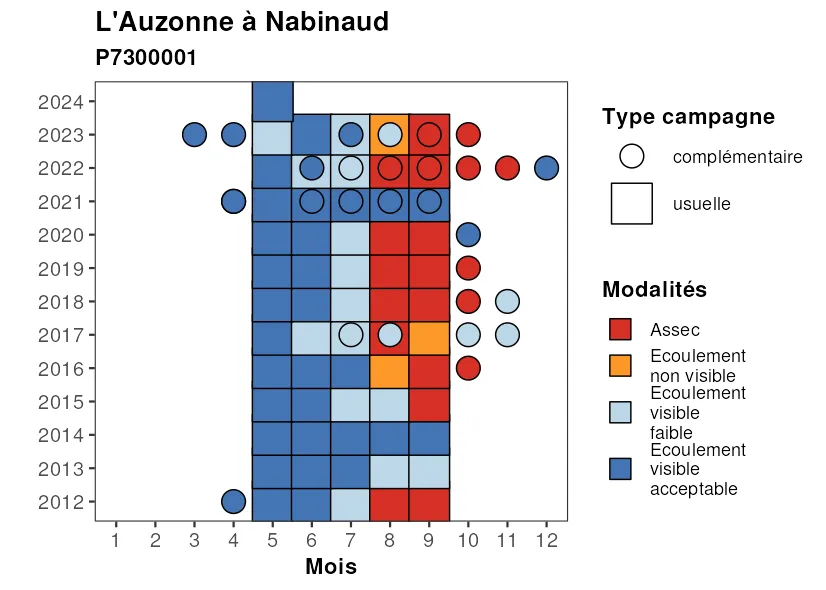 L'Auzonne à Nabinaud
P7300001
2024
2023
2022
2021
2020
2019
2018
2017
2016
2015
2014
2013
2012
1 2 3 4 5 6 7 8 9 10 11 12
Mois
Type campagne
complémentaire
usuelle
Modalités
Assec
Ecoulement
non visible
Ecoulement
visible
faible
Ecoulement
visible
acceptable